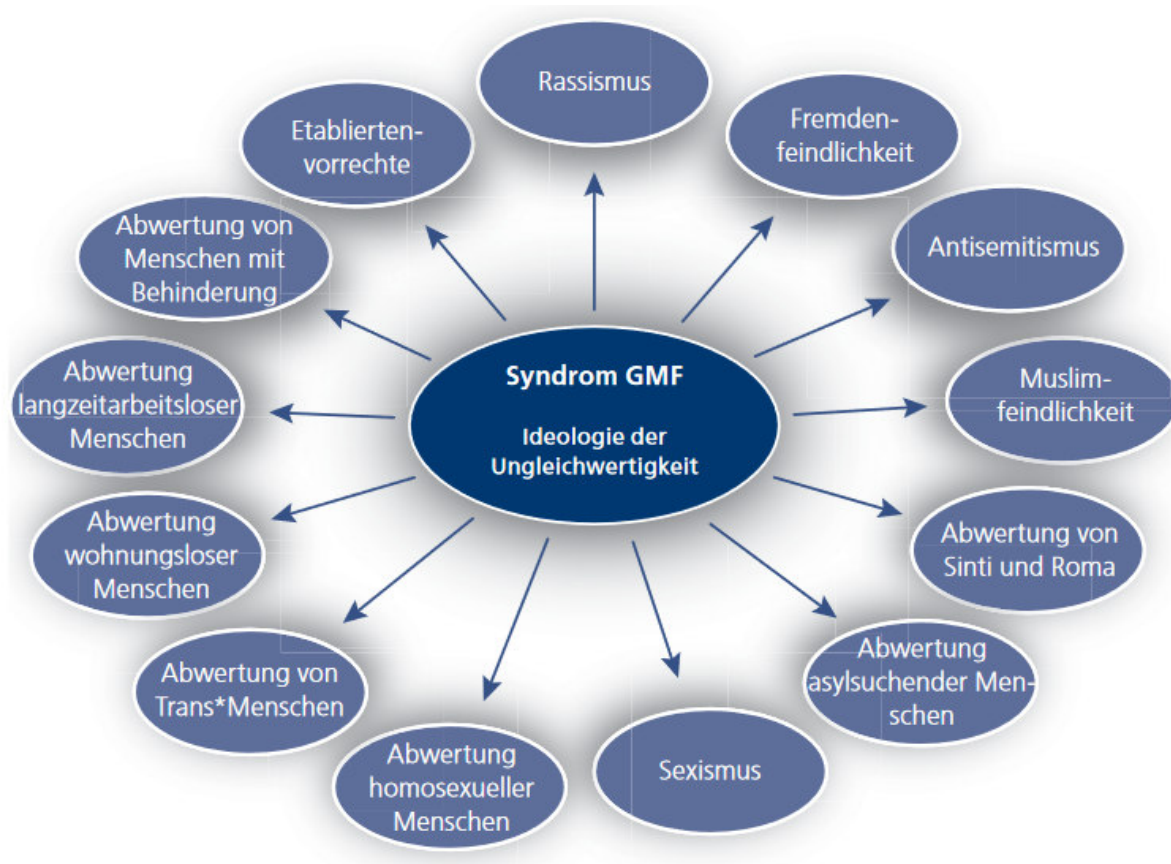 Rassismus
Fremden-
feindlichkeit
Antisemitismus
Muslim-
feindlichkeit
Abwertung von
Sinti und Roma
Abwertung
asylsuchender Men-
schen
Sexismus
Abwertung
homosexueller
Menschen
Abwertung von
Trans*Menschen
Abwertung
wohnungsloser
Menschen
Abwertung
langzeitarbeitsloser
Menschen
Abwertung von
Menschen mit
Behinderung
Etablierten-
vorrechte
Syndrom GMF
Ideologie der
Ungleichwertigkeit